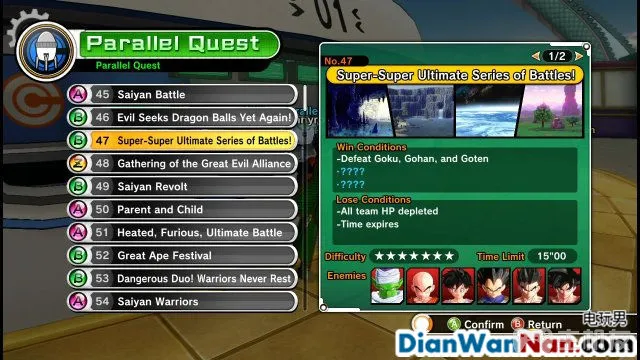 01
Parallel Quest
Parallel Quest
A 45 Saiyan Battle
B 46 Evil Seeks Dragon Balls Yet Again!
B 47 Super-Super Ultimate Series of Battles!
Z 48 Gathering of the Great Evil Alliance
B 49 Saiyan Revolt
A 50 Parent and Child
A 51 Heated, Furious, Ultimate Battle
B 52 Great Ape Festival
B 53 Dangerous Duo! Warriors Never Rest
A 54 Saiyan Warriors
No.47
1/2
Super-Super Ultimate Series of Battles!
Win Conditions
-Defeat Goku, Gohan, and Goten
-????
-????
Lose Conditions
-All team HP depleted
-Time expires
Difficulty ★★★★★★★ Time Limit 15"00
Enemies
A Confirm B Return
电玩男
DianWanNan.com